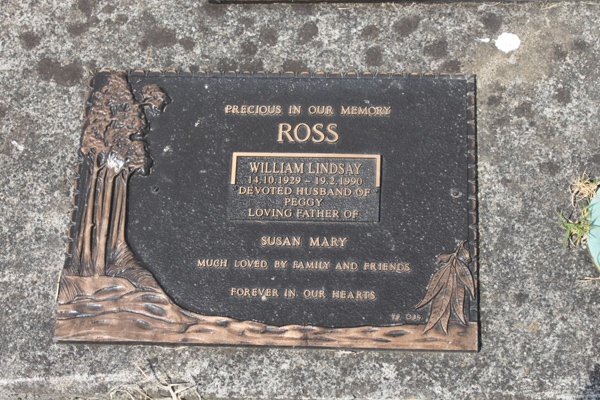 PRECIOUS IN OUR MEMORY
ROSS
WILLIAM LINDSAY
14.10.1929 - 19.2.1990
DEVOTED HUSBAND OF
PEGGY
LOVING FATHER OF
SUSAN MARY
MUCH LOVED BY FAMILY AND FRIENDS
FOREVER IN OUR HEARTS